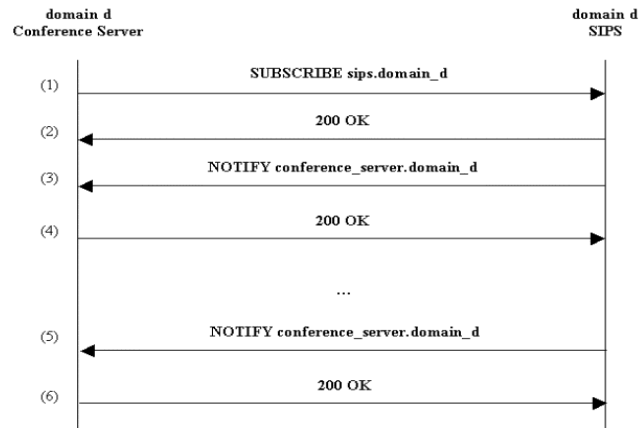 domain d
Conference Server
domain d
SIPS
(1)
SUBSCRIBE sips.domain_d
200 OK
(2)
NOTIFY conference_server.domain_d
(3)
200 OK
(4)
...
NOTIFY conference_server.domain_d
(5)
200 OK
(6)